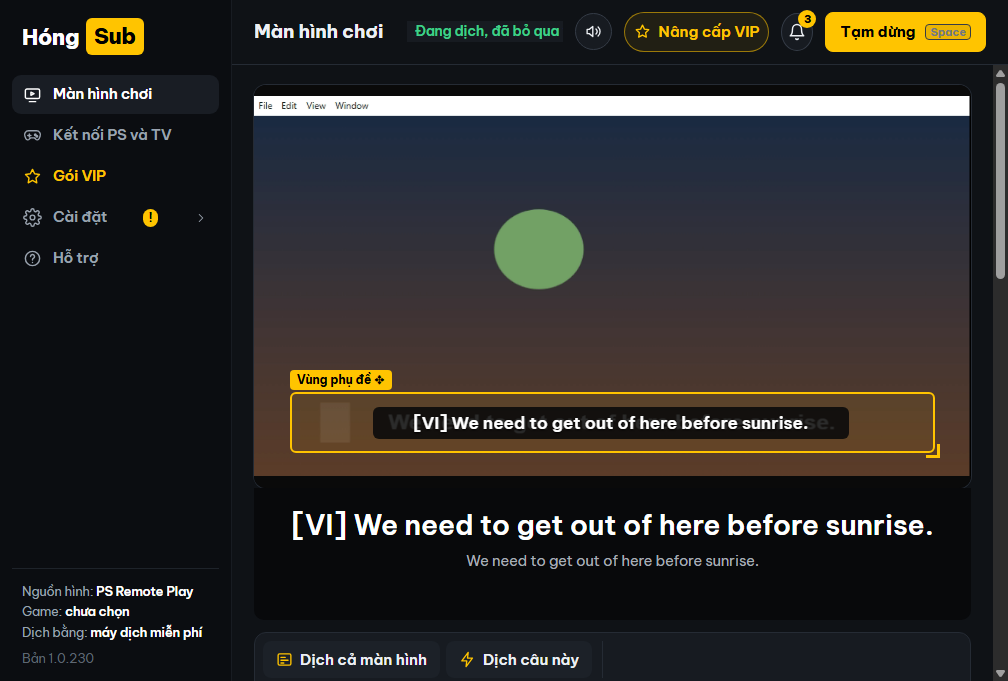 Hóng Sub
Màn hình chơi
Kết nối PS và TV
Gói VIP
Cài đặt !
Hỗ trợ
Nguồn hình: PS Remote Play
Game: chưa chọn
Dịch bằng: máy dịch miễn phí
Bản 1.0.230
Màn hình chơi Đang dịch, đã bỏ qua Nâng cấp VIP 3 Tạm dừng Space
File Edit View Window
Vùng phụ đề
[VI] We need to get out of here before sunrise.
[VI] We need to get out of here before sunrise.
We need to get out of here before sunrise.
Dịch cả màn hình Dịch câu này